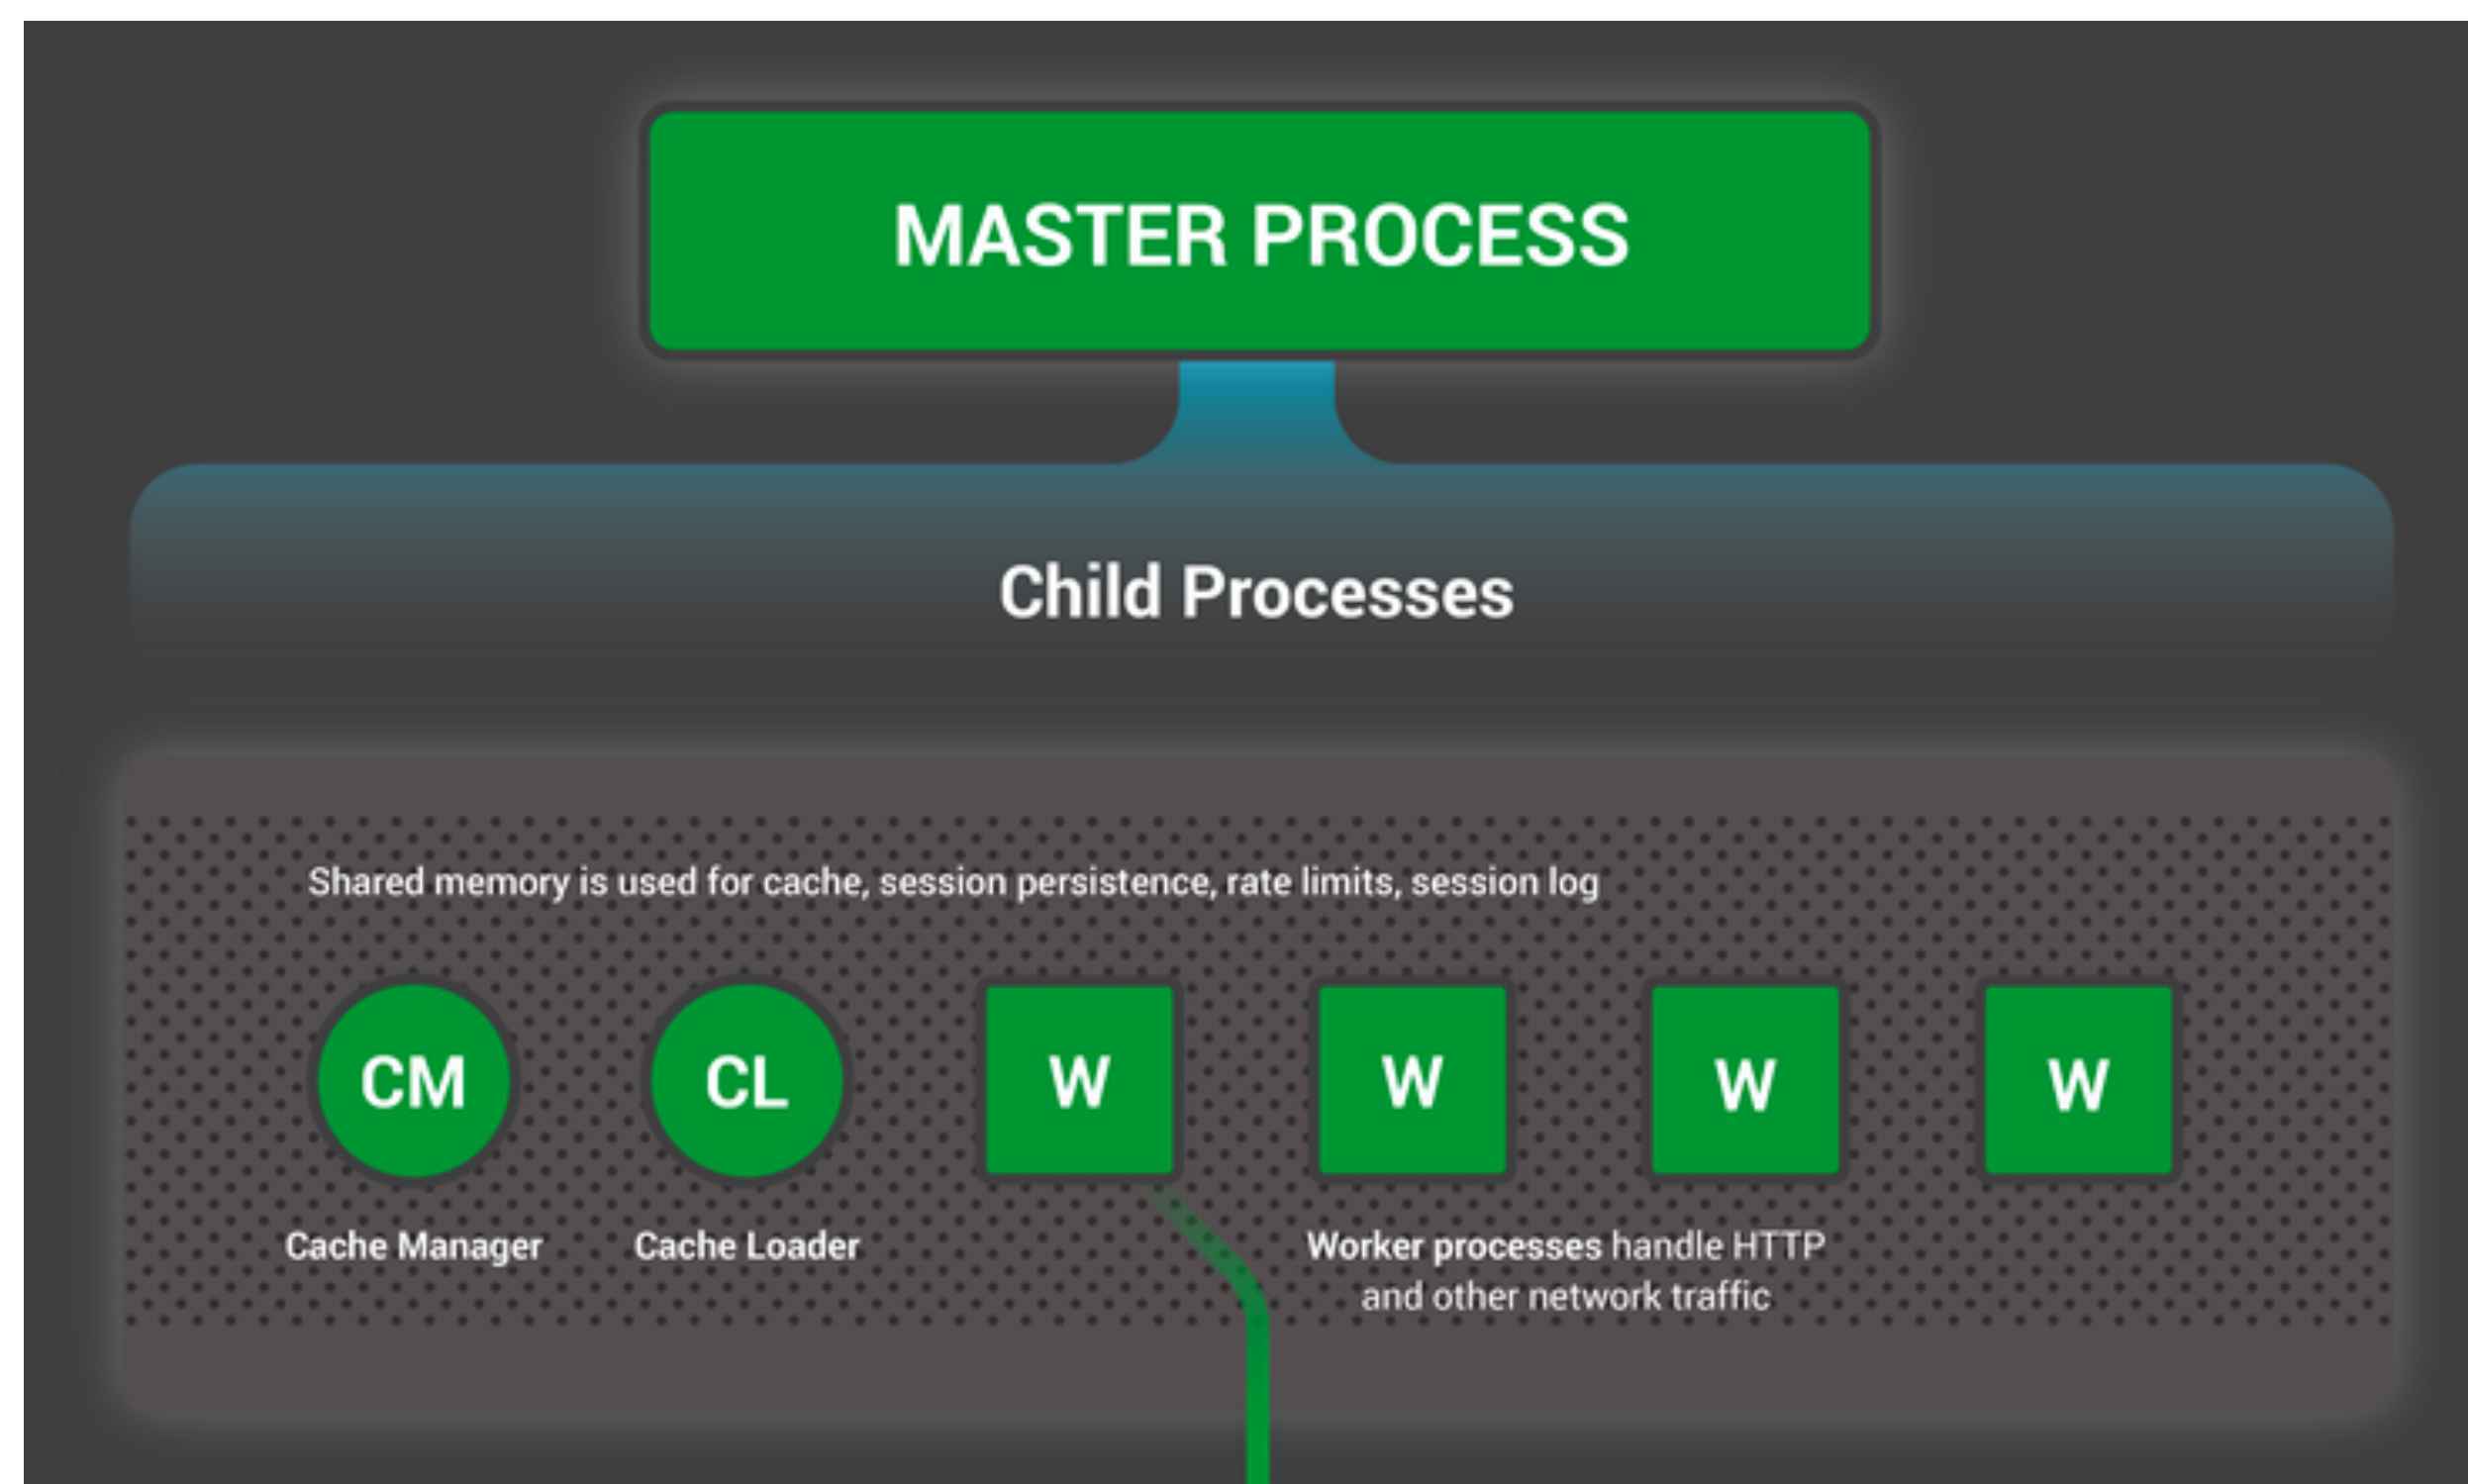 MASTER PROCESS
Child Processes
Shared memory is used for cache, session persistence, rate limits, session log
CM
CL
W
W
W
W
Cache Manager
Cache Loader
Worker processes handle HTTP
and other network traffic